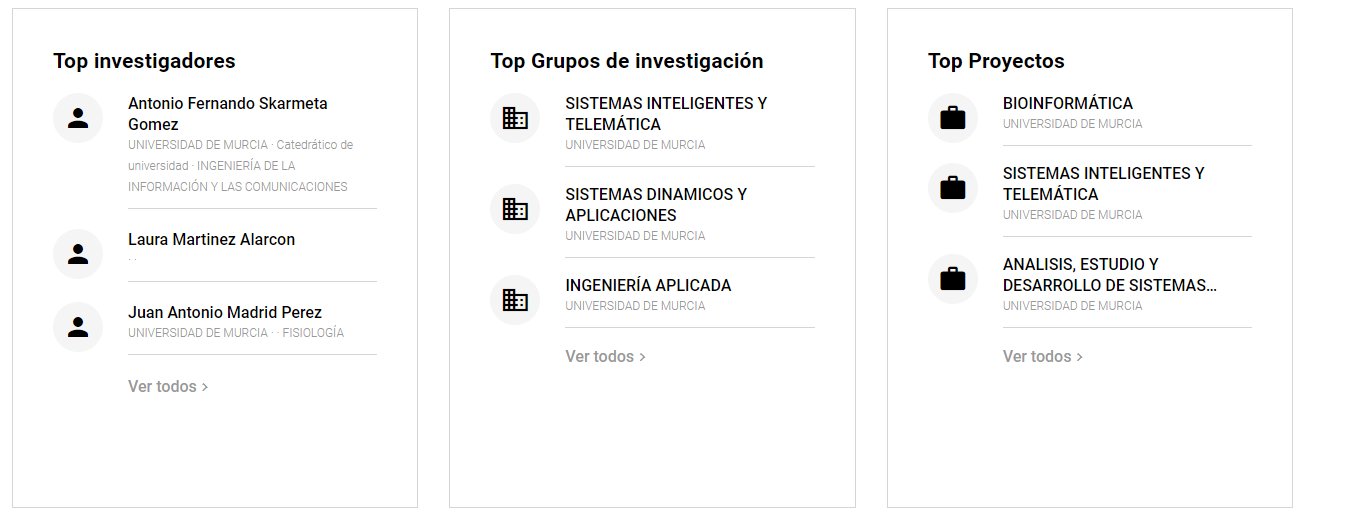 Top investigadores
Antonio Fernando Skarmeta
Gomez
UNIVERSIDAD DE MURCIA · Catedrático de
universidad · INGENIERÍA DE LA
INFORMACIÓN Y LAS COMUNICACIONES
Laura Martinez Alarcon
· ·
Juan Antonio Madrid Perez
UNIVERSIDAD DE MURCIA · · FISIOLOGÍA
Ver todos >
Top Grupos de investigación
SISTEMAS INTELIGENTES Y
TELEMÁTICA
UNIVERSIDAD DE MURCIA
SISTEMAS DINAMICOS Y
APLICACIONES
UNIVERSIDAD DE MURCIA
INGENIERÍA APLICADA
UNIVERSIDAD DE MURCIA
Ver todos >
Top Proyectos
BIOINFORMÁTICA
UNIVERSIDAD DE MURCIA
SISTEMAS INTELIGENTES Y
TELEMÁTICA
UNIVERSIDAD DE MURCIA
ANALISIS, ESTUDIO Y
DESARROLLO DE SISTEMAS...
UNIVERSIDAD DE MURCIA
Ver todos >